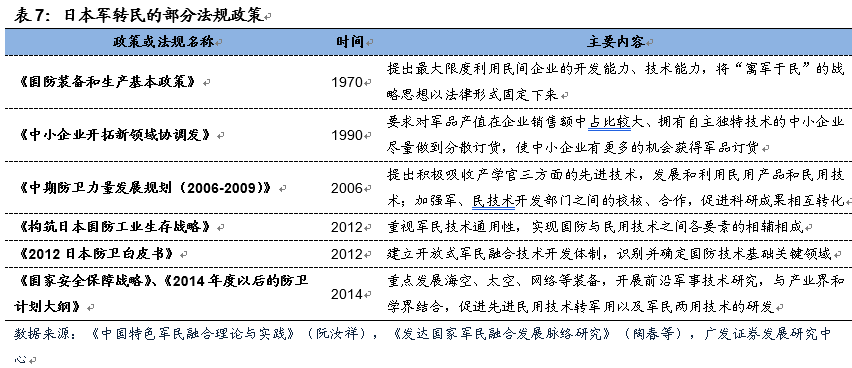 表 7：日本军转民的部分法规政策
政策或法规名称 时间 主要内容
《国防装备和生产基本政策》 1970 提出最大限度利用民间企业的开发能力、技术能力，将“寓军于民”的战
略思想以法律形式固定下来
《中小企业开拓新领域协调发》 1990 要求对军品产值在企业销售额中占比较大、拥有自主独特技术的中小企业
尽量做到分散订货，使中小企业有更多的机会获得军品订货
《中期防卫力量发展规划（2006-2009）》 2006 提出积极吸收产学官三方面的先进技术，发展和利用民用产品和民用技
术；加强军、民技术开发部门之间的校核、合作，促进科研成果相互转化
《构筑日本国防工业生存战略》 2012 重视军民技术通用性，实现国防与民用技术之间各要素的相辅相成
《2012 日本防卫白皮书》 2012 建立开放式军民融合技术开发体制，识别并确定国防技术基础关键领域
《国家安全保障战略》、《2014 年度以后的防卫
计划大纲》 2014 重点发展海空、太空、网络等装备，开展前沿军事技术研究，与产业界和
学界结合，促进先进民用技术转军用以及军民两用技术的研发
数据来源：《中国特色军民融合理论与实践》（阮汝祥），《发达国家军民融合发展脉络研究》（陶春等），广发证券发展研究中
心